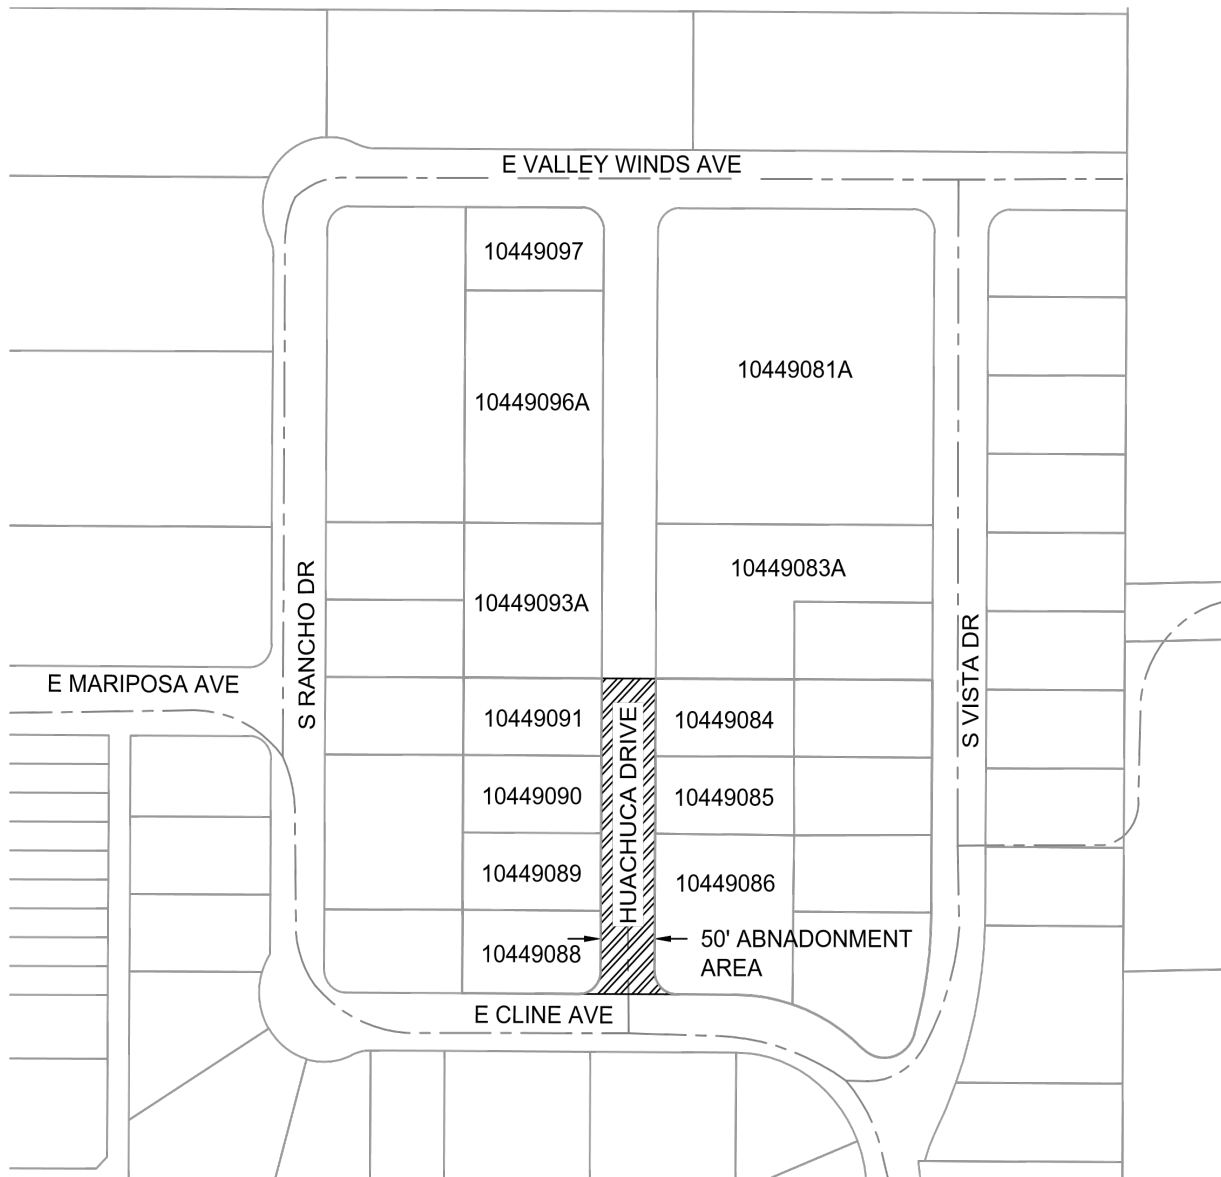 E VALLEY WINDS AVE
10449097
10449081A
10449096A
10449083A
10449093A
S RANCHO DR
S VISTA DR
E MARIPOSA AVE
10449091
HUACHUCA DRIVE
10449084
10449090
10449085
10449089
10449086
10449088
50' ABNADONMENT
AREA
E CLINE AVE